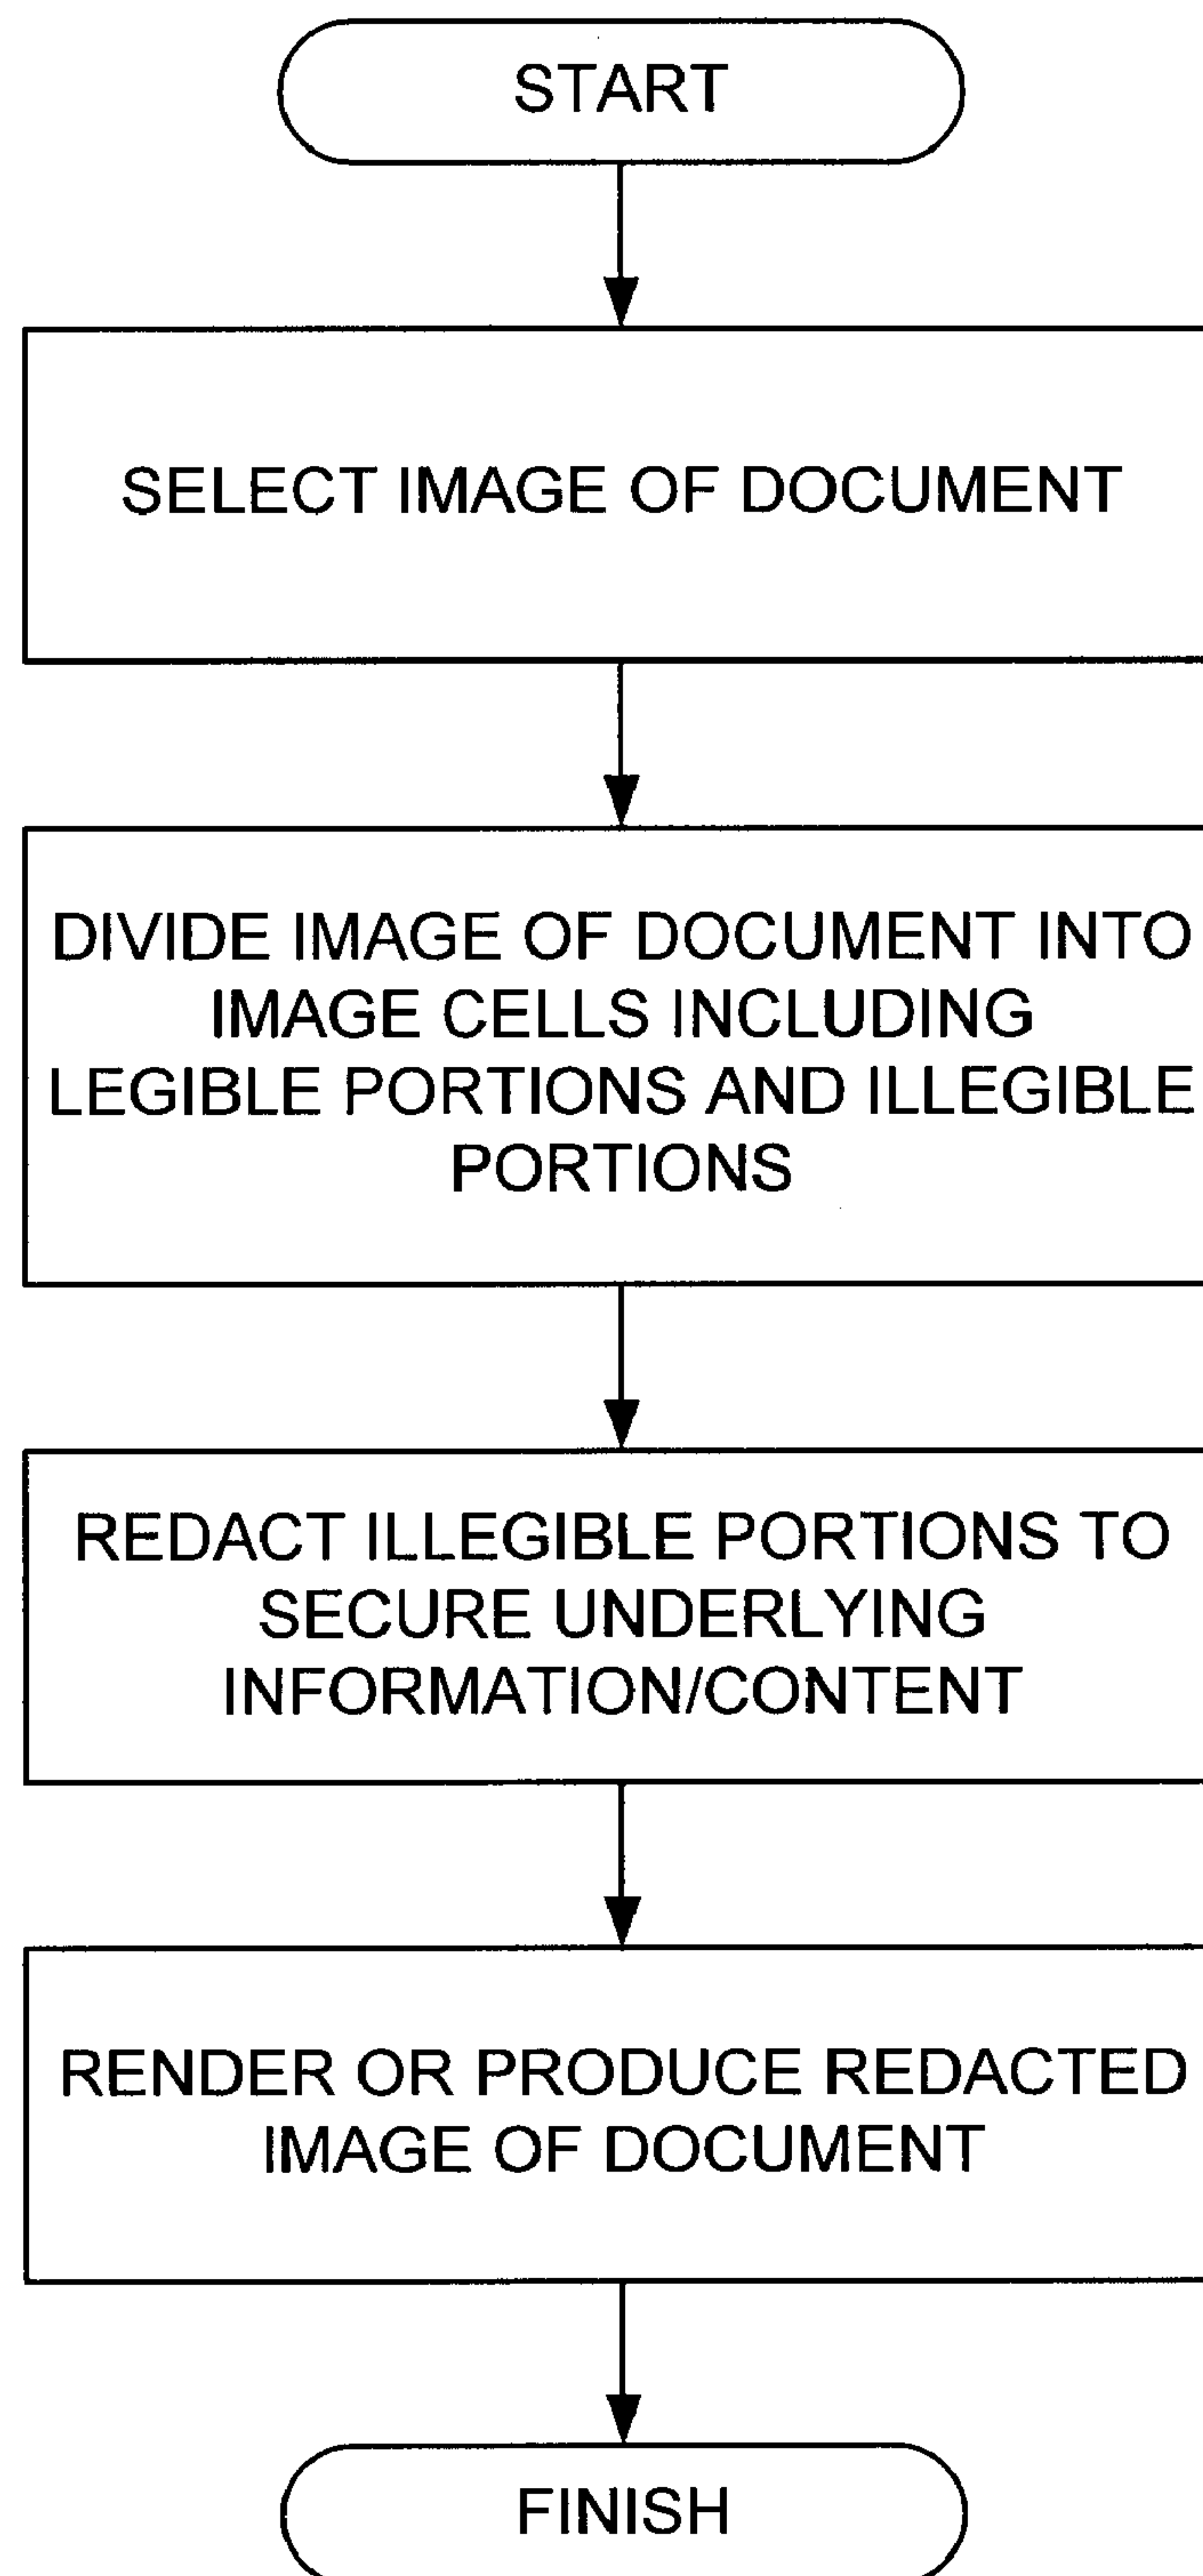 START
SELECT IMAGE OF DOCUMENT
DIVIDE IMAGE OF DOCUMENT INTO
IMAGE CELLS INCLUDING
LEGIBLE PORTIONS AND ILLEGIBLE
PORTIONS
REDACT ILLEGIBLE PORTIONS TO
SECURE UNDERLYING
INFORMATION/CONTENT
RENDER OR PRODUCE REDACTED
IMAGE OF DOCUMENT
FINISH